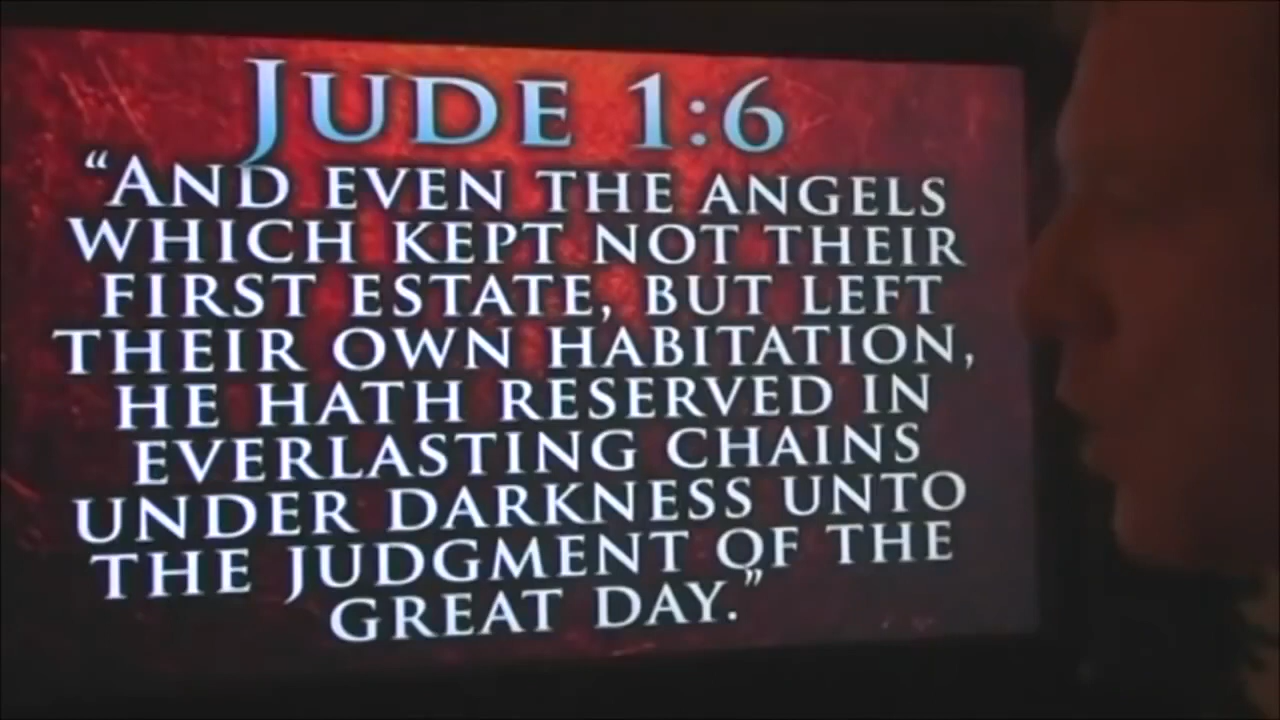 JUDE 1:6
“AND EVEN THE ANGELS
WHICH KEPT NOT THEIR
FIRST ESTATE, BUT LEFT
THEIR OWN HABITATION,
HE HATH RESERVED IN
EVERLASTING CHAINS
UNDER DARKNESS UNTO
THE JUDGMENT OF THE
GREAT DAY.”